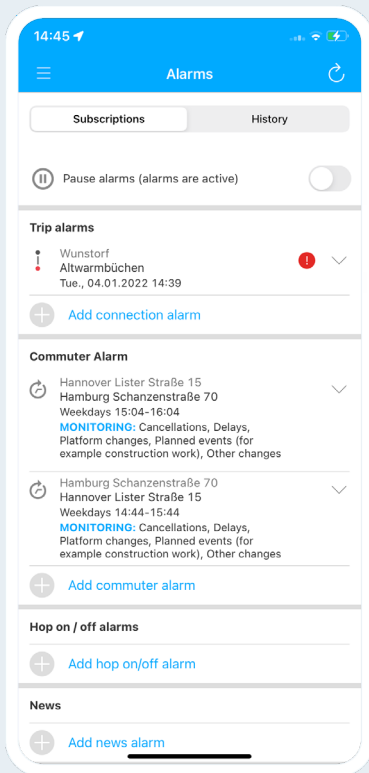 14:45
Alarms
Subscriptions
History
Pause alarms (alarms are active)
Trip alarms
Wunstorf
Altwarmbüchen
Tue., 04.01.2022 14:39
Add connection alarm
Commuter Alarm
Hannover Lister Straße 15
Hamburg Schanzenstraße 70
Weekdays 15:04-16:04
MONITORING: Cancellations, Delays,
Platform changes, Planned events (for
example construction work), Other changes
Hamburg Schanzenstraße 70
Hannover Lister Straße 15
Weekdays 14:44-15:44
MONITORING: Cancellations, Delays,
Platform changes, Planned events (for
example construction work), Other changes
Add commuter alarm
Hop on / off alarms
Add hop on/off alarm
News
Add news alarm